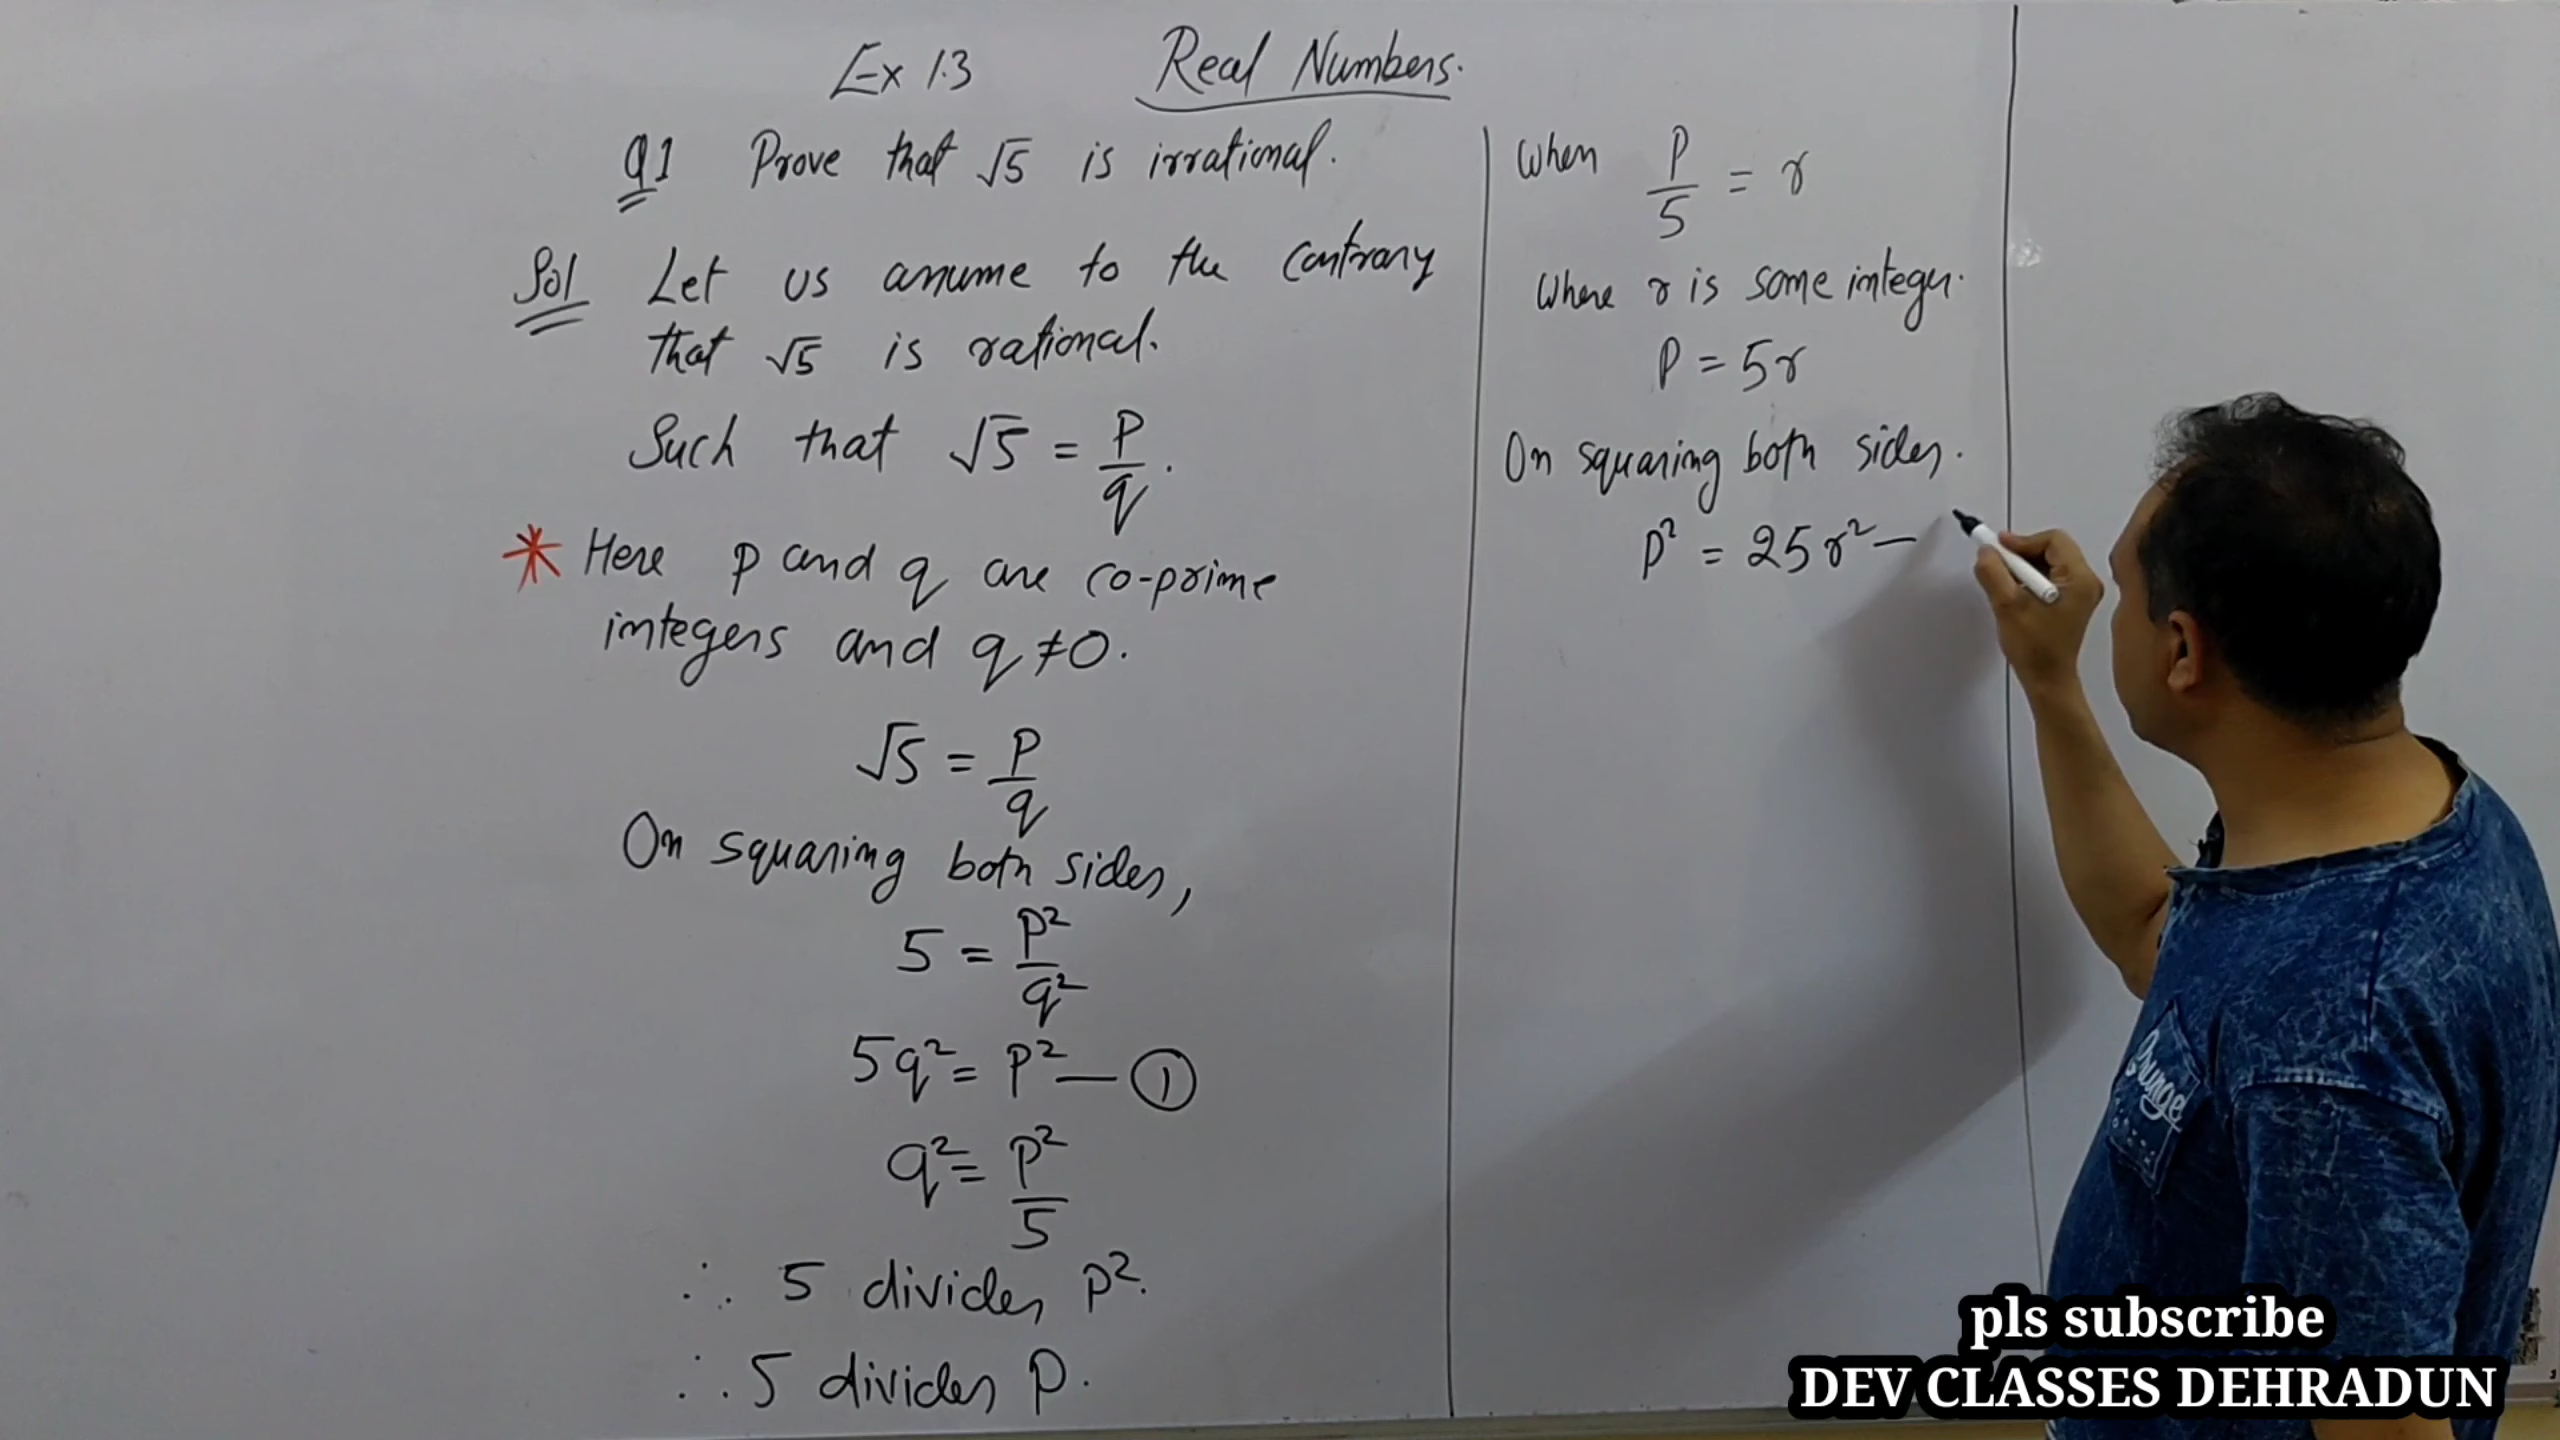 Ex 1.3 Real Numbers.
Q1 Prove that √5 is irrational.
Sol Let us assume to the contrary
that √5 is rational.
Such that √5 = p/q.
* Here p and q are co-prime
integers and q ≠ 0.
√5 = p/q
On squaring both sides,
5 = p²/q²
5q² = p² — ①
q² = p²/5
∴ 5 divides p².
∴ 5 divides p.
When p/5 = r
Where r is some integer.
p = 5r
On squaring both sides.
p² = 25r² —
pls subscribe
DEV CLASSES DEHRADUN